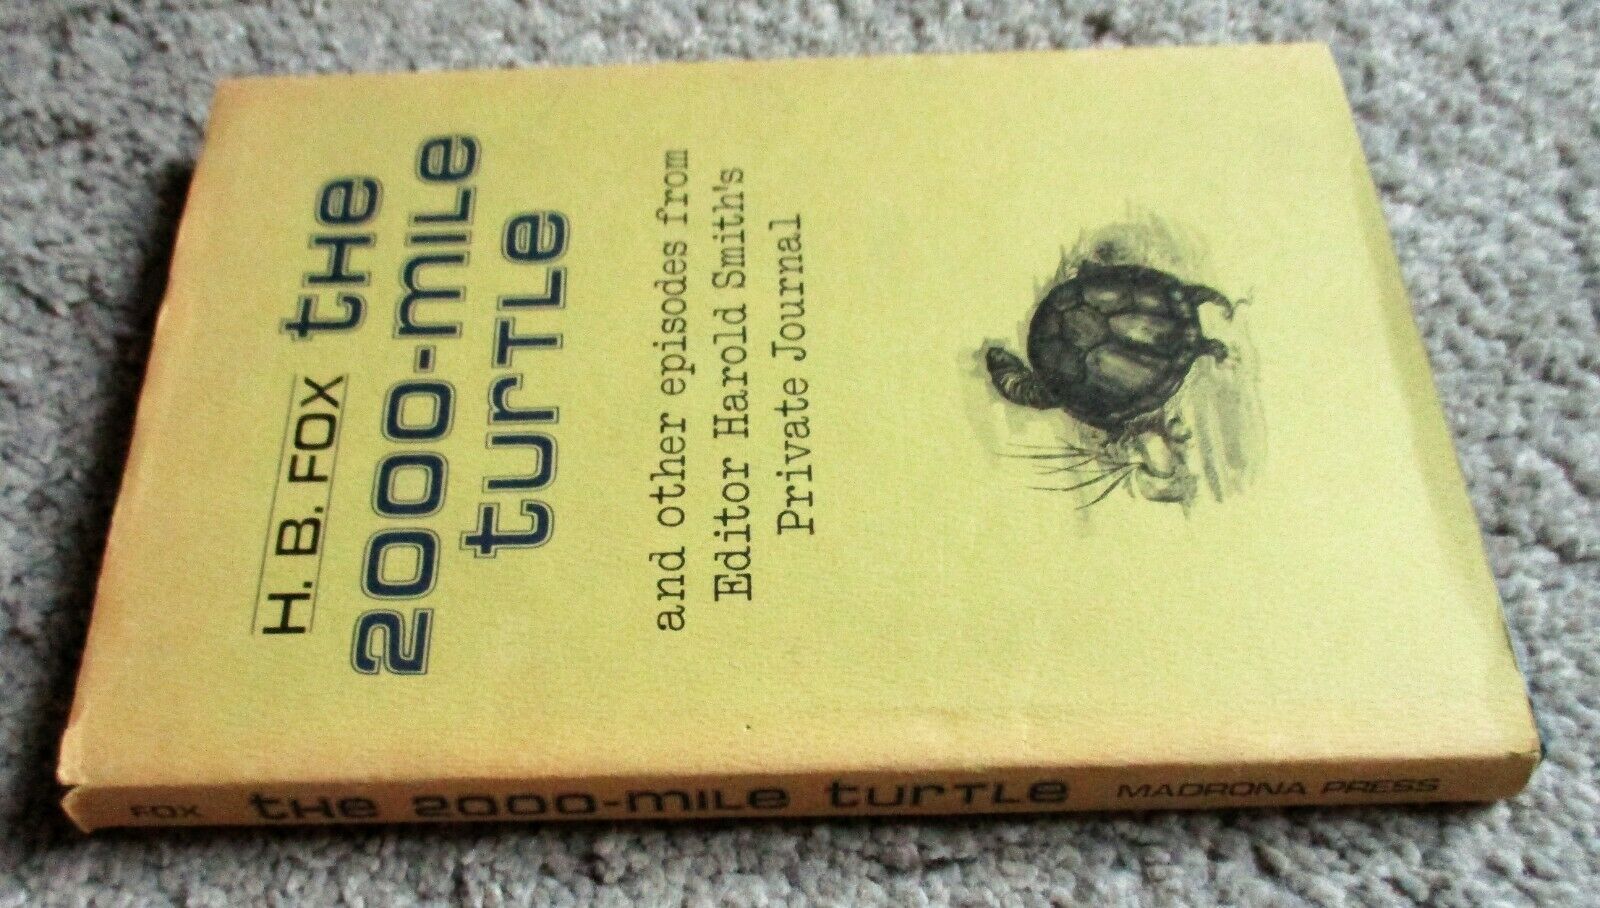 H. B. FOX
tHe
2000-miLe
turtLe
and other episodes from
Editor Harold Smith's
Private Journal
FOX tHe 2000-miLe turtLe MADRONA PRESS